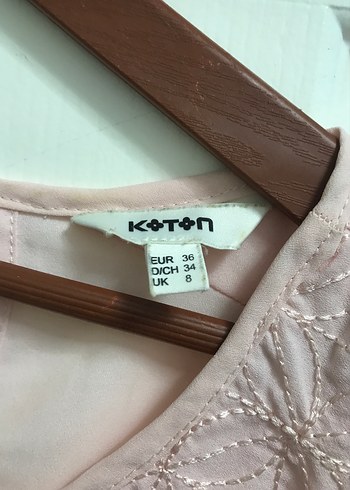 KOTON
EUR 36
D/CH 34
UK 8